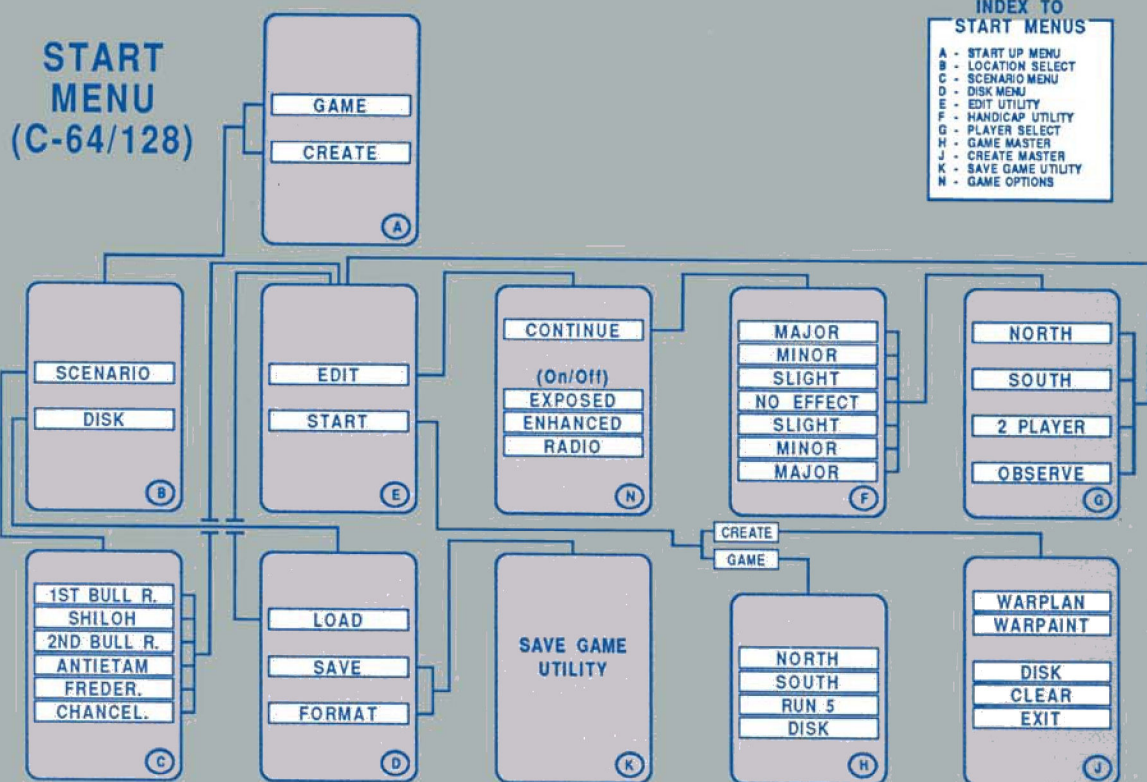 START
MENU
(C-64/128)
GAME
CREATE
A
INDEX TO
START MENUS
A - START UP MENU
B - LOCATION SELECT
C - SCENARIO MENU
D - DISK MENU
E - EDIT UTILITY
F - HANDICAP UTILITY
G - PLAYER SELECT
H - GAME MASTER
J - CREATE MASTER
K - SAVE GAME UTILITY
N - GAME OPTIONS
SCENARIO
DISK
B
EDIT
START
E
CONTINUE
(On/Off)
EXPOSED
ENHANCED
RADIO
N
MAJOR
MINOR
SLIGHT
NO EFFECT
SLIGHT
MINOR
MAJOR
F
NORTH
SOUTH
2 PLAYER
OBSERVE
G
1ST BULL R.
SHILOH
2ND BULL R.
ANTIETAM
FREDER.
CHANCEL.
C
LOAD
SAVE
FORMAT
D
SAVE GAME
UTILITY
K
CREATE
GAME
NORTH
SOUTH
RUN 5
DISK
H
WARPLAN
WARPAINT
DISK
CLEAR
EXIT
J